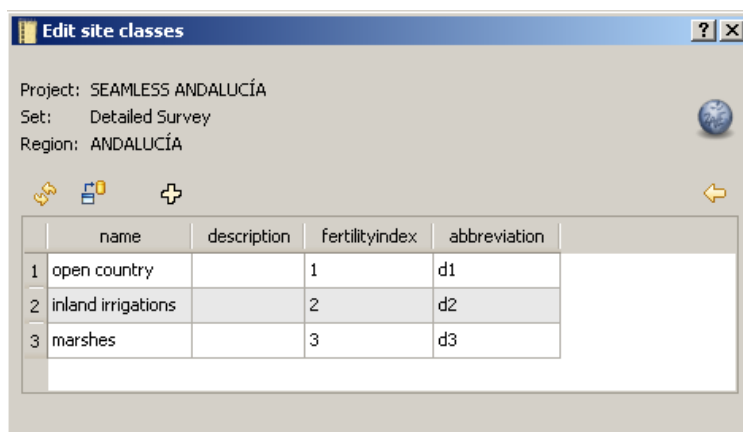 Edit site classes
Project: SEAMLESS ANDALUCÍA
Set: Detailed Survey
Region: ANDALUCÍA
name description fertilityindex abbreviation
1 open country 1 d1
2 inland irrigations 2 d2
3 marshes 3 d3